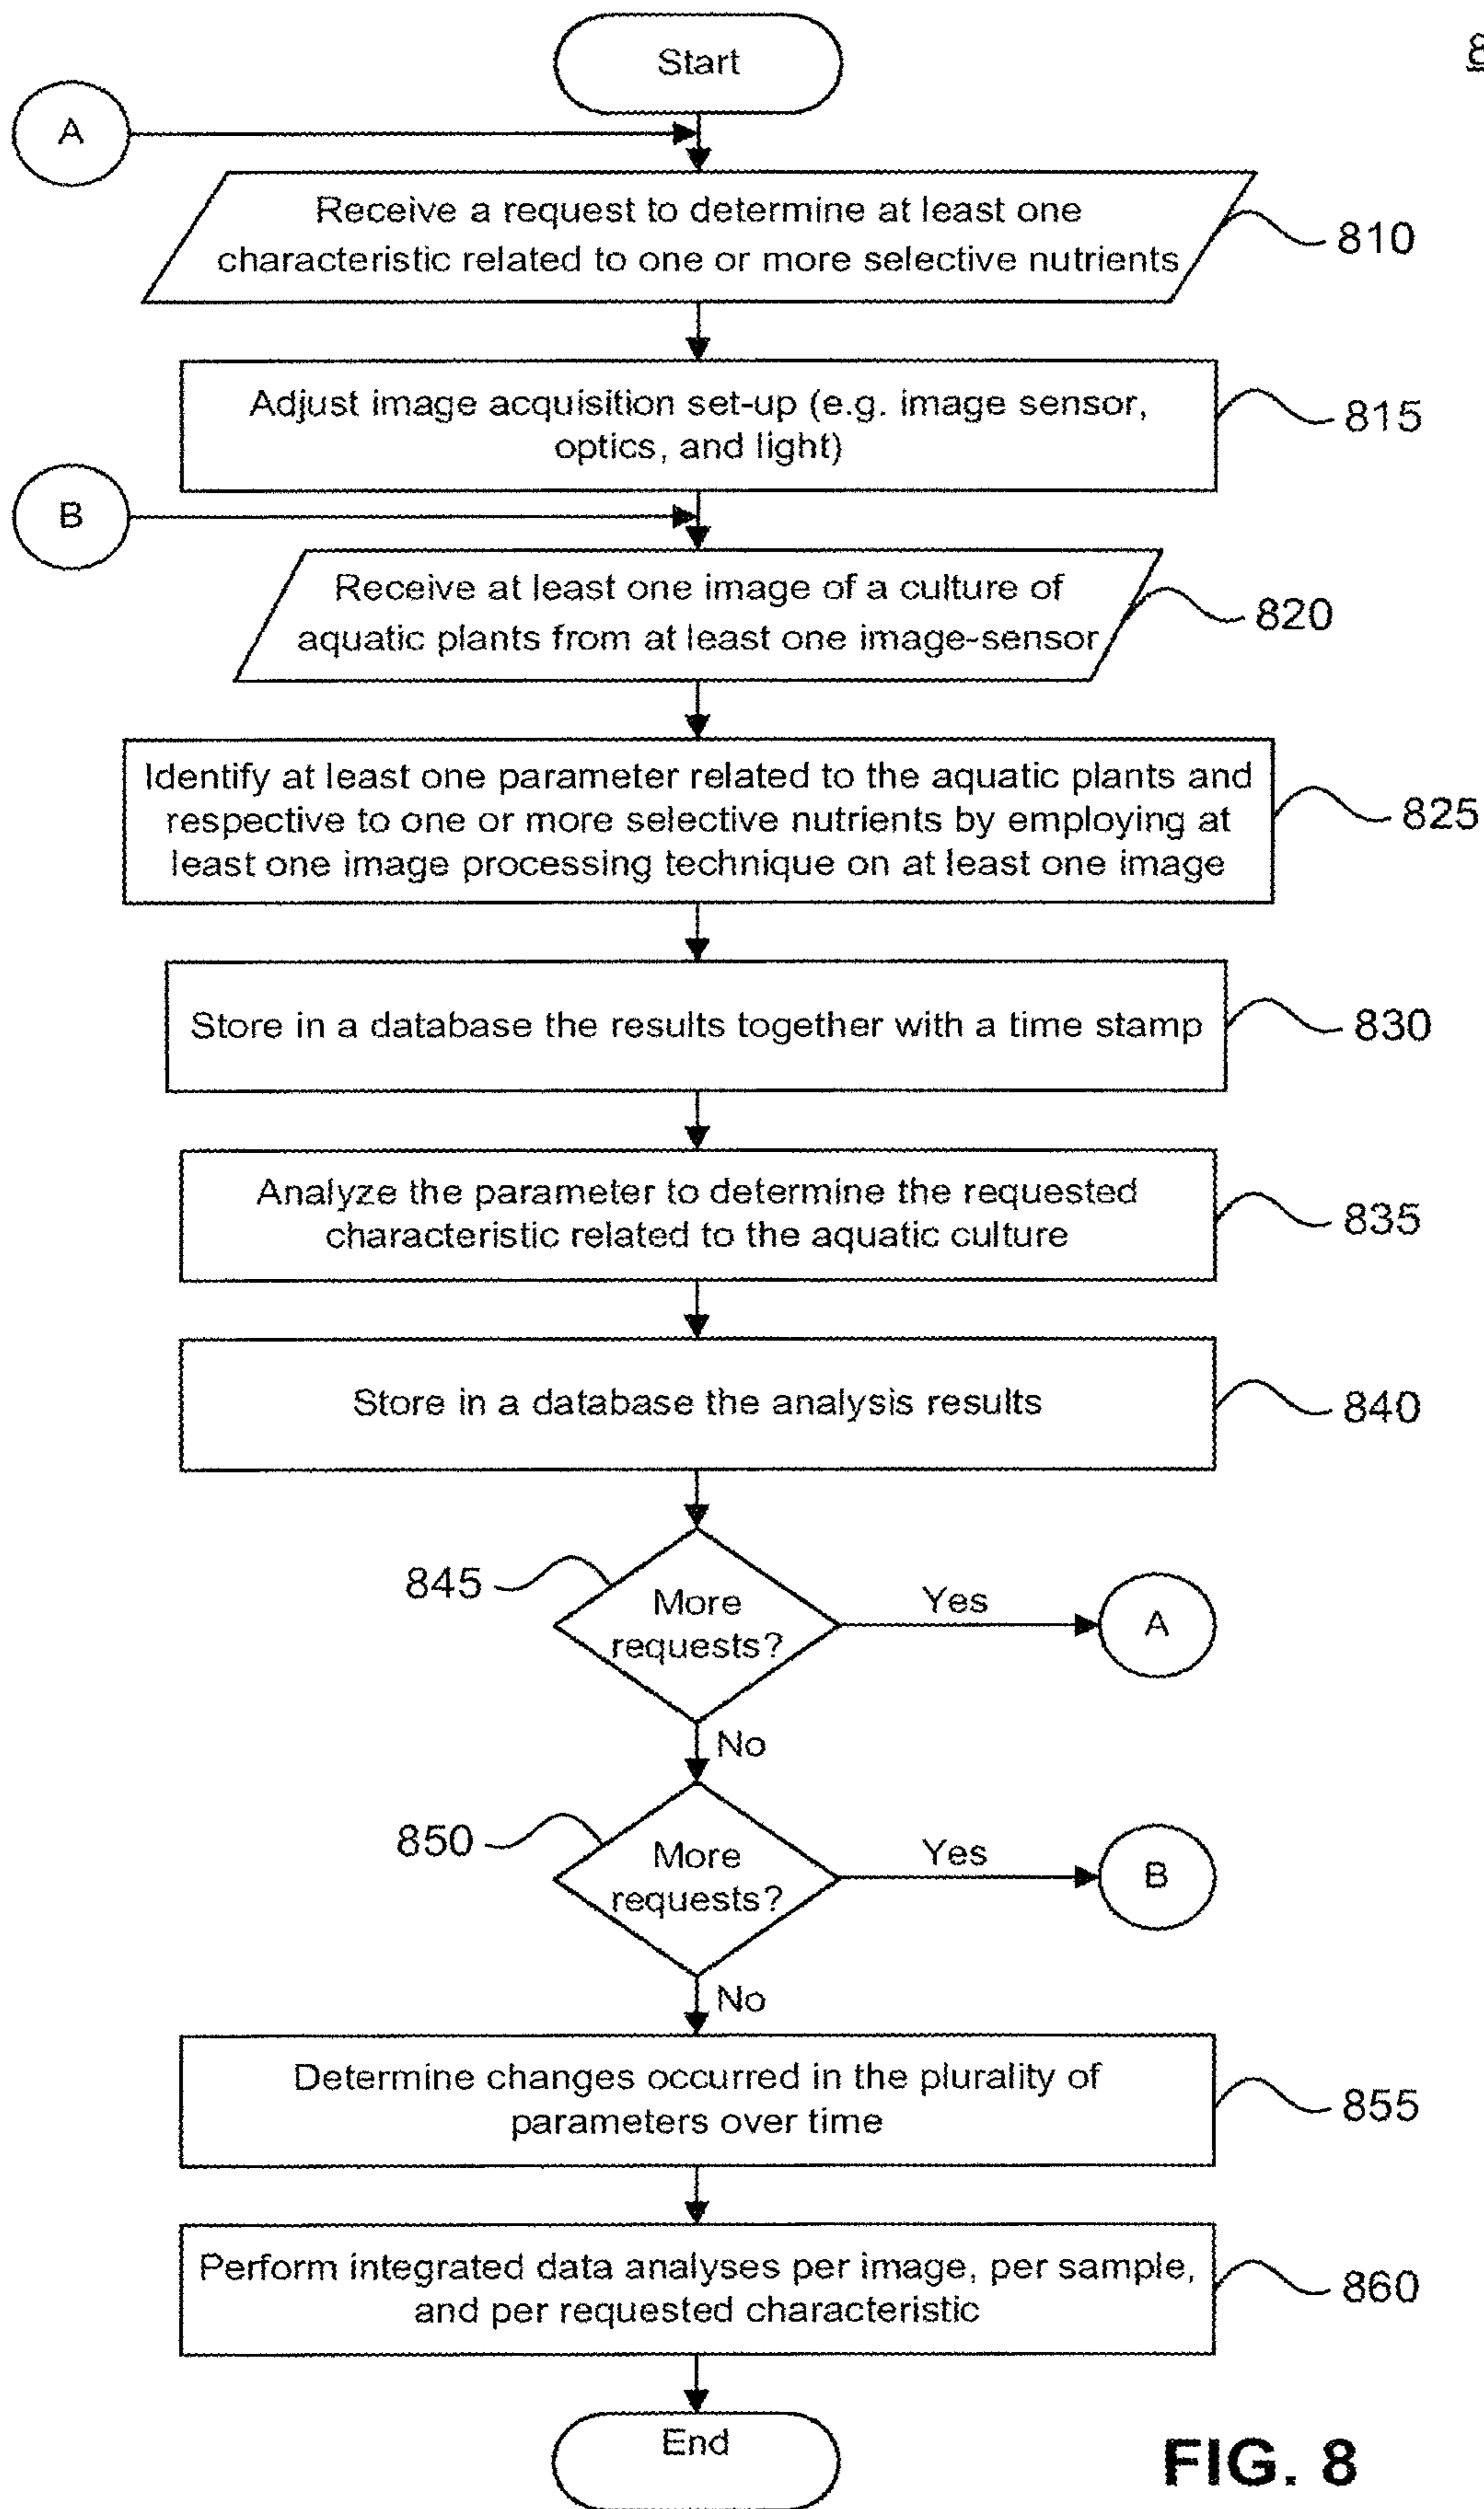 Start
A
Receive a request to determine at least one
characteristic related to one or more selective nutrients
810
Adjust image acquisition set-up (e.g. image sensor,
optics, and light)
815
B
Receive at least one image of a culture of
aquatic plants from at least one image-sensor
820
Identify at least one parameter related to the aquatic plants and
respective to one or more selective nutrients by employing at
least one image processing technique on at least one image
825
Store in a database the results together with a time stamp
830
Analyze the parameter to determine the requested
characteristic related to the aquatic culture
835
Store in a database the analysis results
840
845
More
requests?
Yes
A
No
850
More
requests?
Yes
B
No
Determine changes occurred in the plurality of
parameters over time
855
Perform integrated data analyses per image, per sample,
and per requested characteristic
860
End
FIG. 8